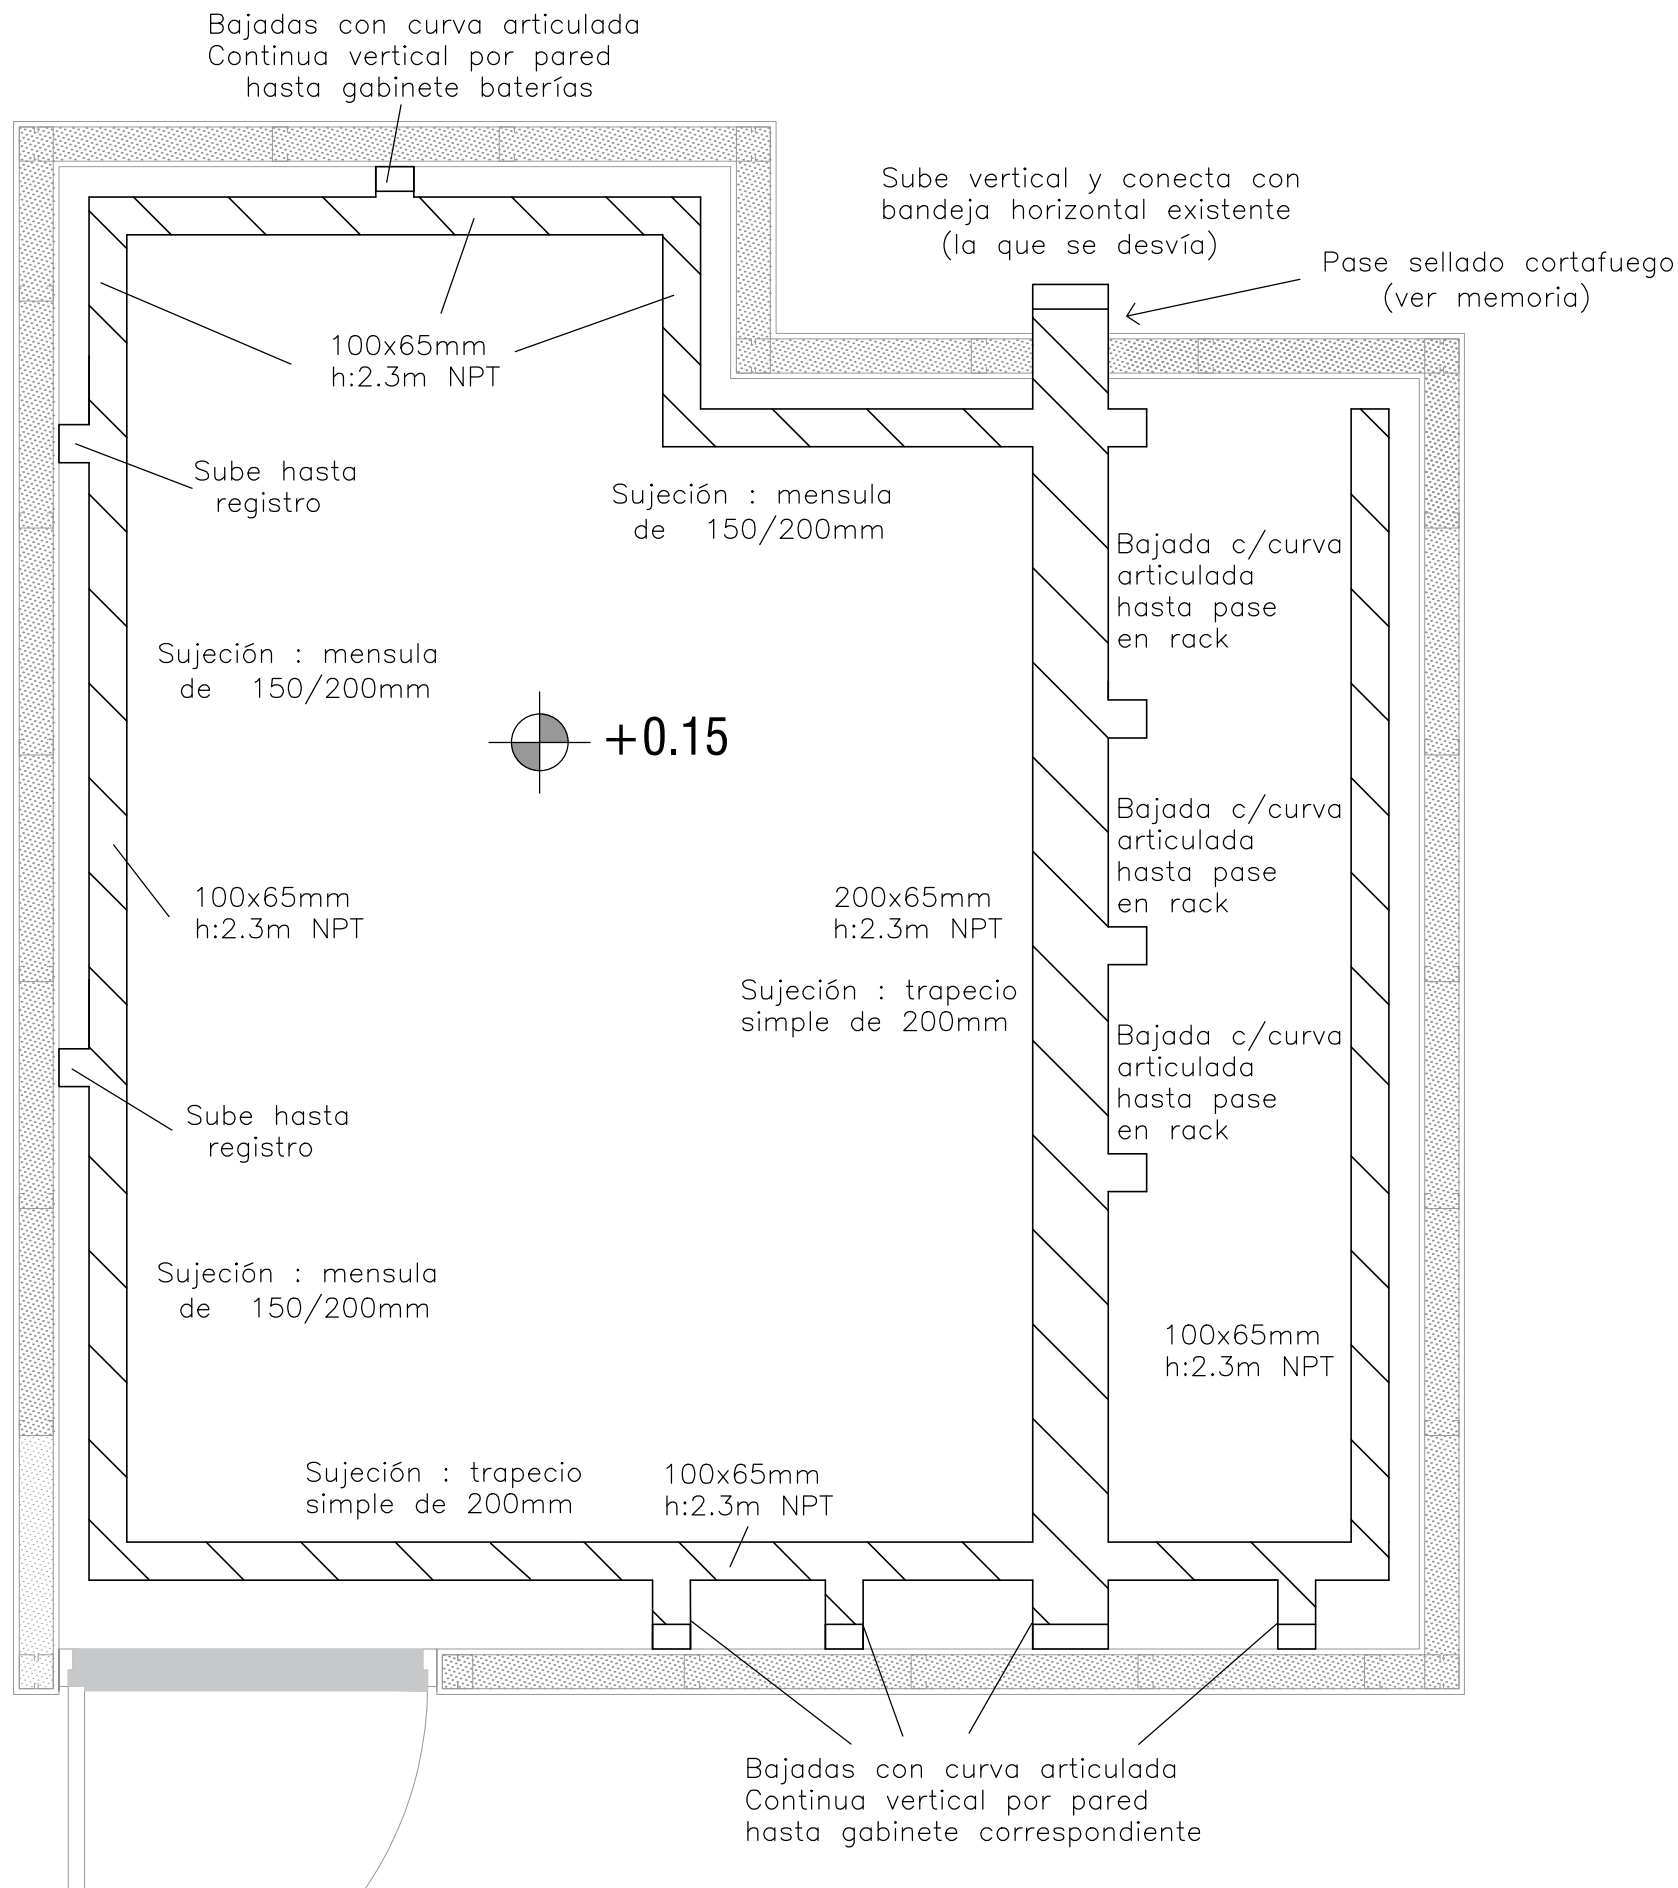 Bajadas con curva articulada
Continua vertical por pared
hasta gabinete baterías
Sube vertical y conecta con
bandeja horizontal existente
(la que se desvía)
Pase sellado cortafuego
(ver memoria)
100x65mm
h:2.3m NPT
Sube hasta
registro
Sujeción : mensula
de 150/200mm
Bajada c/curva
articulada
hasta pase
en rack
Sujeción : mensula
de 150/200mm
+0.15
Bajada c/curva
articulada
hasta pase
en rack
100x65mm
h:2.3m NPT
200x65mm
h:2.3m NPT
Sujeción : trapecio
simple de 200mm
Bajada c/curva
articulada
hasta pase
en rack
Sube hasta
registro
Sujeción : mensula
de 150/200mm
100x65mm
h:2.3m NPT
Sujeción : trapecio
simple de 200mm
100x65mm
h:2.3m NPT
Bajadas con curva articulada
Continua vertical por pared
hasta gabinete correspondiente